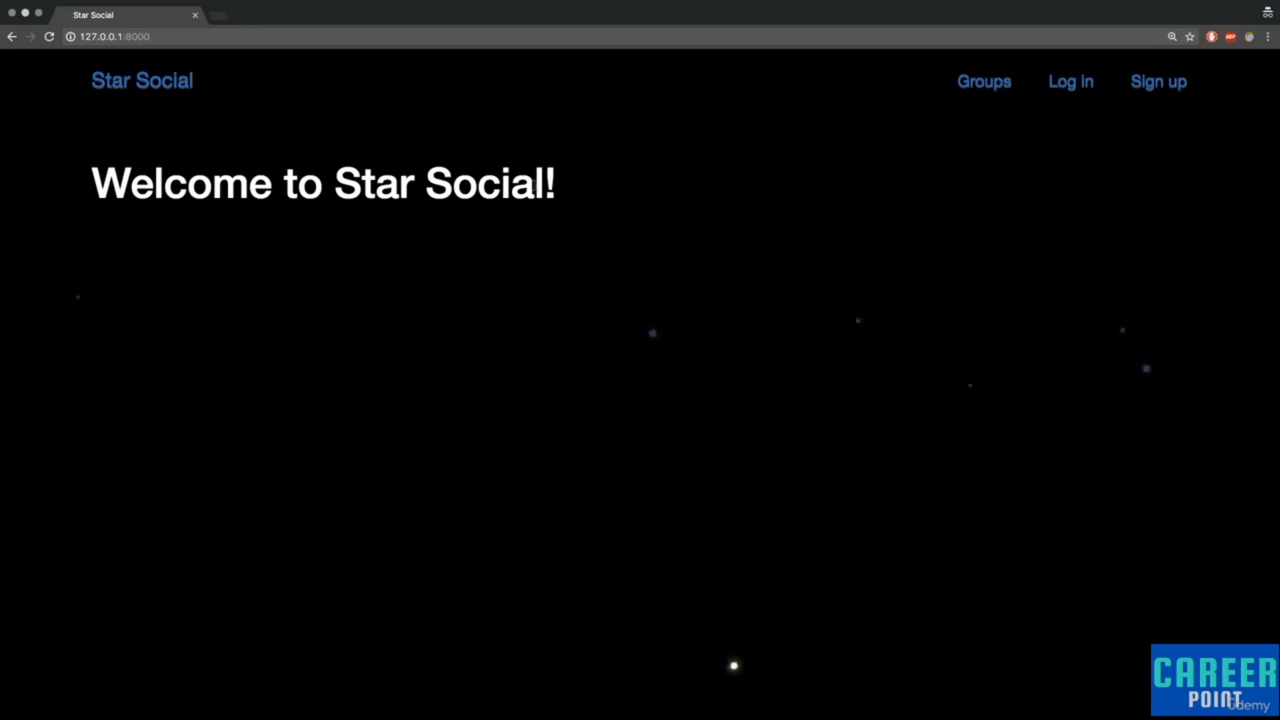 Star Social
127.0.0.1:8000
Star Social
Groups
Log in
Sign up
Welcome to Star Social!
CAREER
POINT
Udemy